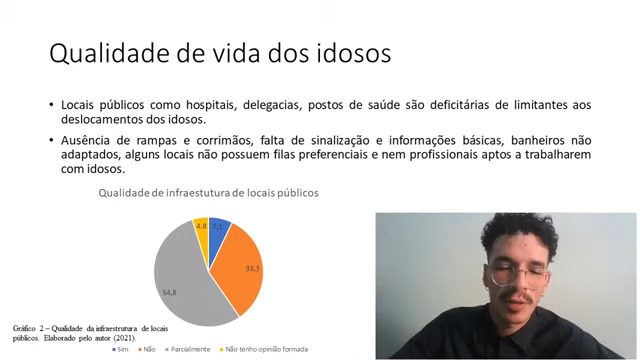 Qualidade de vida dos idosos
• Locais públicos como hospitais, delegacias, postos de saúde são deficitárias de limitantes aos
deslocamentos dos idosos.
• Ausência de rampas e corrimãos, falta de sinalização e informações básicas, banheiros não
adaptados, alguns locais não possuem filas preferenciais e nem profissionais aptos a trabalharem
com idosos.
Qualidade de infraestutura de locais públicos
4,8
7,1
33,3
54,8
Gráfico 2 – Qualidade da infraestrutura de locais
públicos. Elaborado pelo autor (2021).
Sim Não Parcialmente Não tenho opinião formada